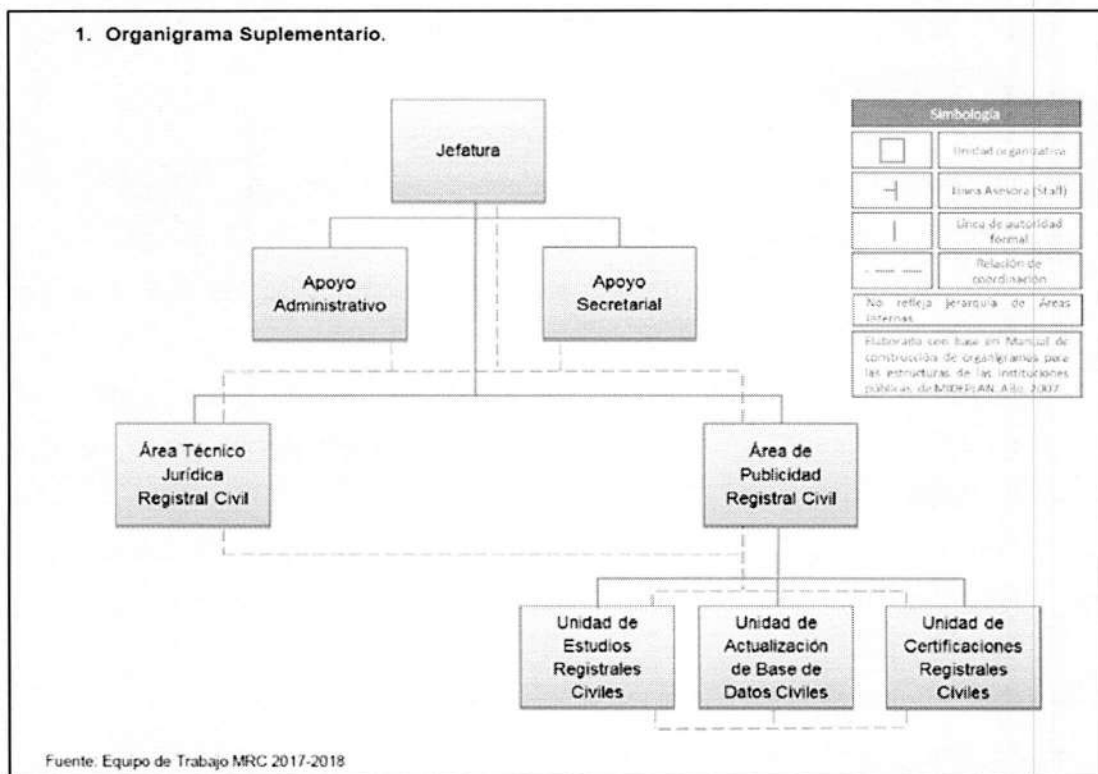 1. Organigrama Suplementario.
Jefatura
Simbología
Unidad organizativa
Línea Asesora (Staff)
Línea de autoridad
formal
Relación de
coordinación
No refleja jerarquía de Áreas
Internas
Elaborado con base en Manual de
construcción de organigramas para
las estructuras de las instituciones
públicas de MIDEPLAN. Año 2007
Apoyo
Administrativo
Apoyo
Secretarial
Área Técnico
Jurídica
Registral Civil
Área de
Publicidad
Registral Civil
Unidad de
Estudios
Registrales
Civiles
Unidad de
Actualización
de Base de
Datos Civiles
Unidad de
Certificaciones
Registrales
Civiles
Fuente. Equipo de Trabajo MRC 2017-2018